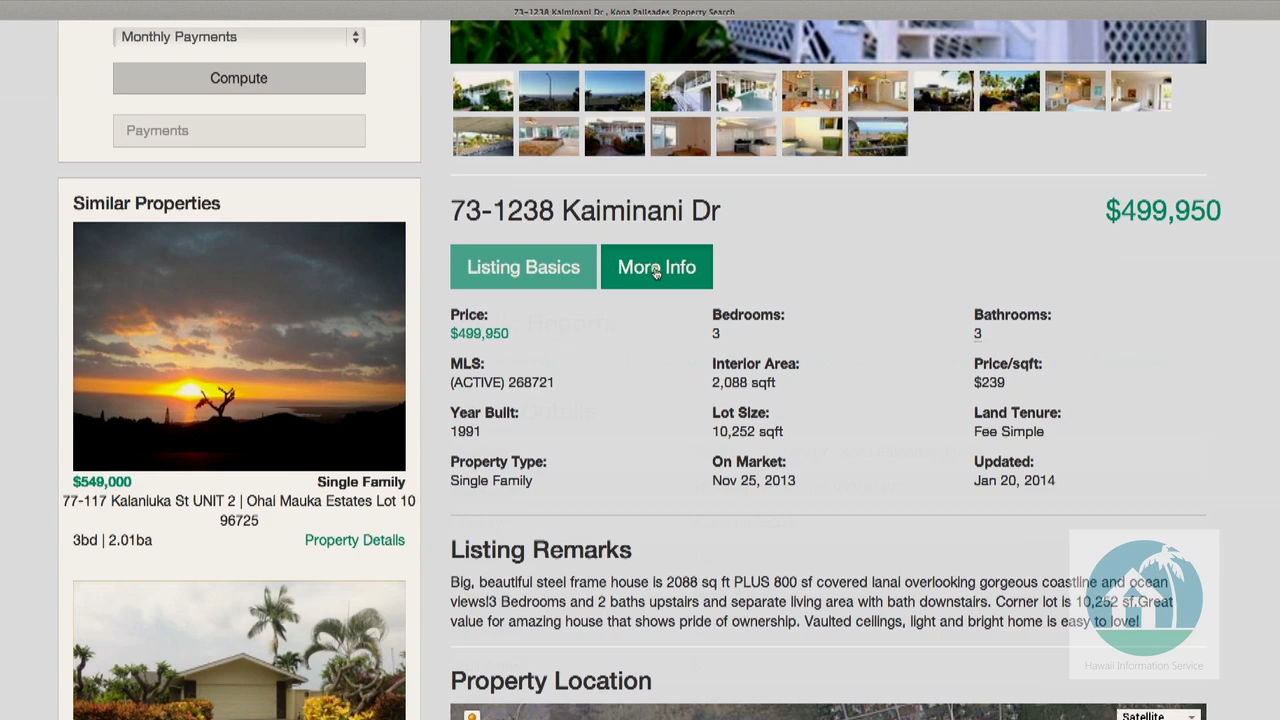 73-1238 Kaiminani Dr , Kona Palisades Property Search
Monthly Payments
Compute
Payments
Similar Properties
$549,000 Single Family
77-117 Kalaniuka St UNIT 2 | Ohai Mauka Estates Lot 10
96725
3bd | 2.01ba Property Details
73-1238 Kaiminani Dr $499,950
Listing Basics More Info
Price: Bedrooms: Bathrooms:
$499,950 3 3
MLS: Interior Area: Price/sqft:
(ACTIVE) 268721 2,088 sqft $239
Year Built: Lot Size: Land Tenure:
1991 10,252 sqft Fee Simple
Property Type: On Market: Updated:
Single Family Nov 25, 2013 Jan 20, 2014
Listing Remarks
Big, beautiful steel frame house is 2088 sq ft PLUS 800 sf covered lanai overlooking gorgeous coastline and ocean
views!3 Bedrooms and 2 baths upstairs and separate living area with bath downstairs. Corner lot is 10,252 sf.Great
value for amazing house that shows pride of ownership. Vaulted ceilings, light and bright home is easy to love!
Hawaii Information Service
Property Location
Satellite